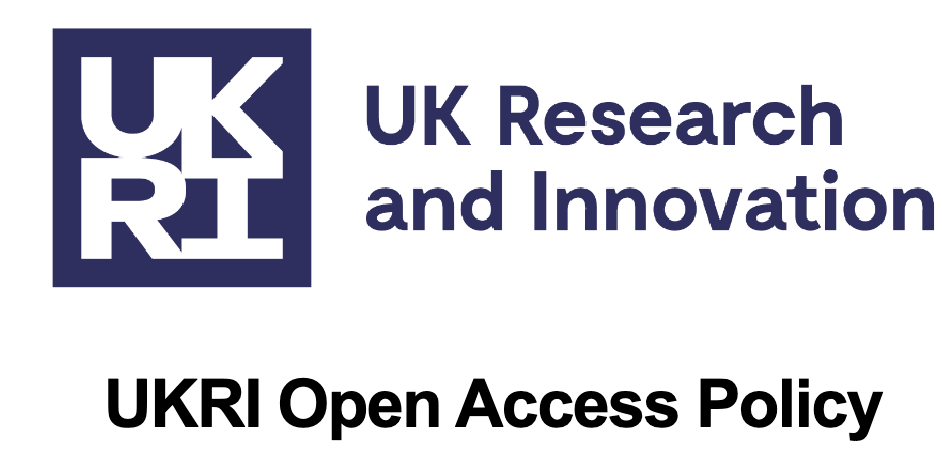 UK
RI
UK Research
and Innovation
UKRI Open Access Policy